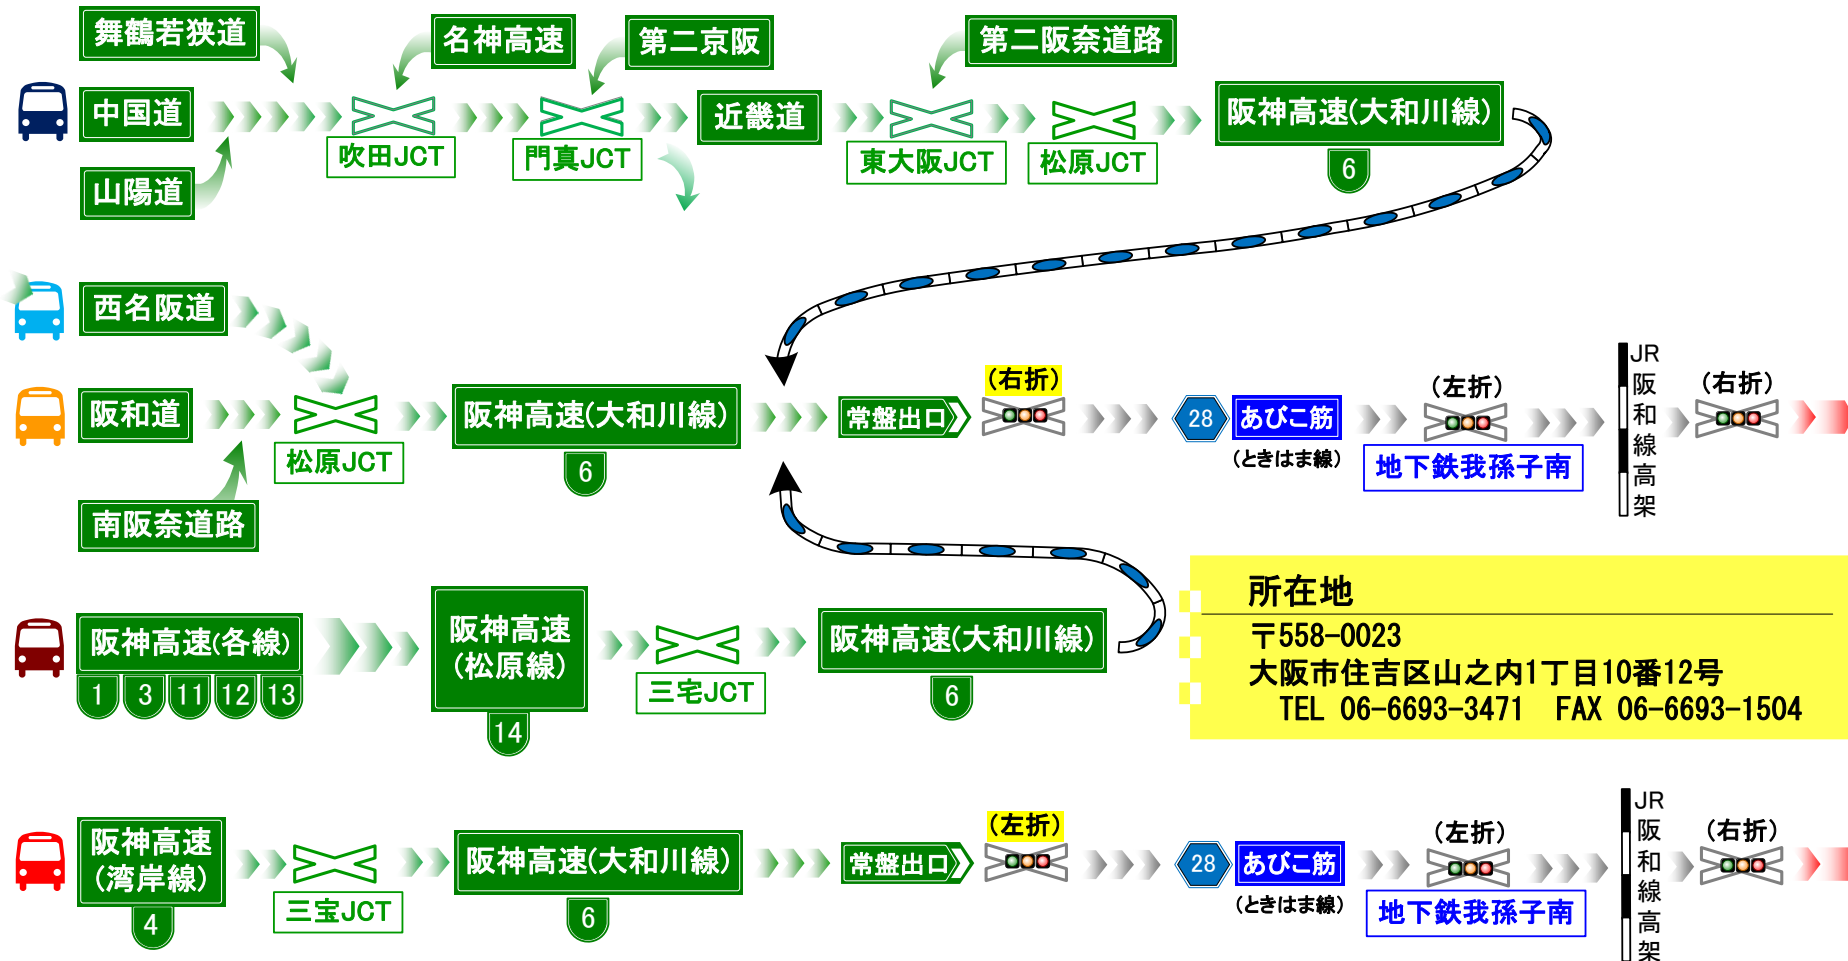 舞鶴若狭道
名神高速
第二京阪
第二阪奈道路
中国道
近畿道
阪神高速(大和川線)
吹田JCT
門真JCT
東大阪JCT
松原JCT
6
山陽道
西名阪道
阪和道
松原JCT
阪神高速(大和川線)
6
南阪奈道路
常盤出口
(右折)
28
あびこ筋
(ときはま線)
(左折)
地下鉄我孫子南
JR阪和線高架
(右折)
阪神高速(各線)
1 3 11 12 13
阪神高速
(松原線)
14
三宅JCT
阪神高速(大和川線)
6
所在地
〒558-0023
大阪市住吉区山之内1丁目10番12号
TEL 06-6693-3471 FAX 06-6693-1504
阪神高速
(湾岸線)
4
三宝JCT
阪神高速(大和川線)
6
常盤出口
(左折)
28
あびこ筋
(ときはま線)
(左折)
地下鉄我孫子南
JR阪和線高架
(右折)